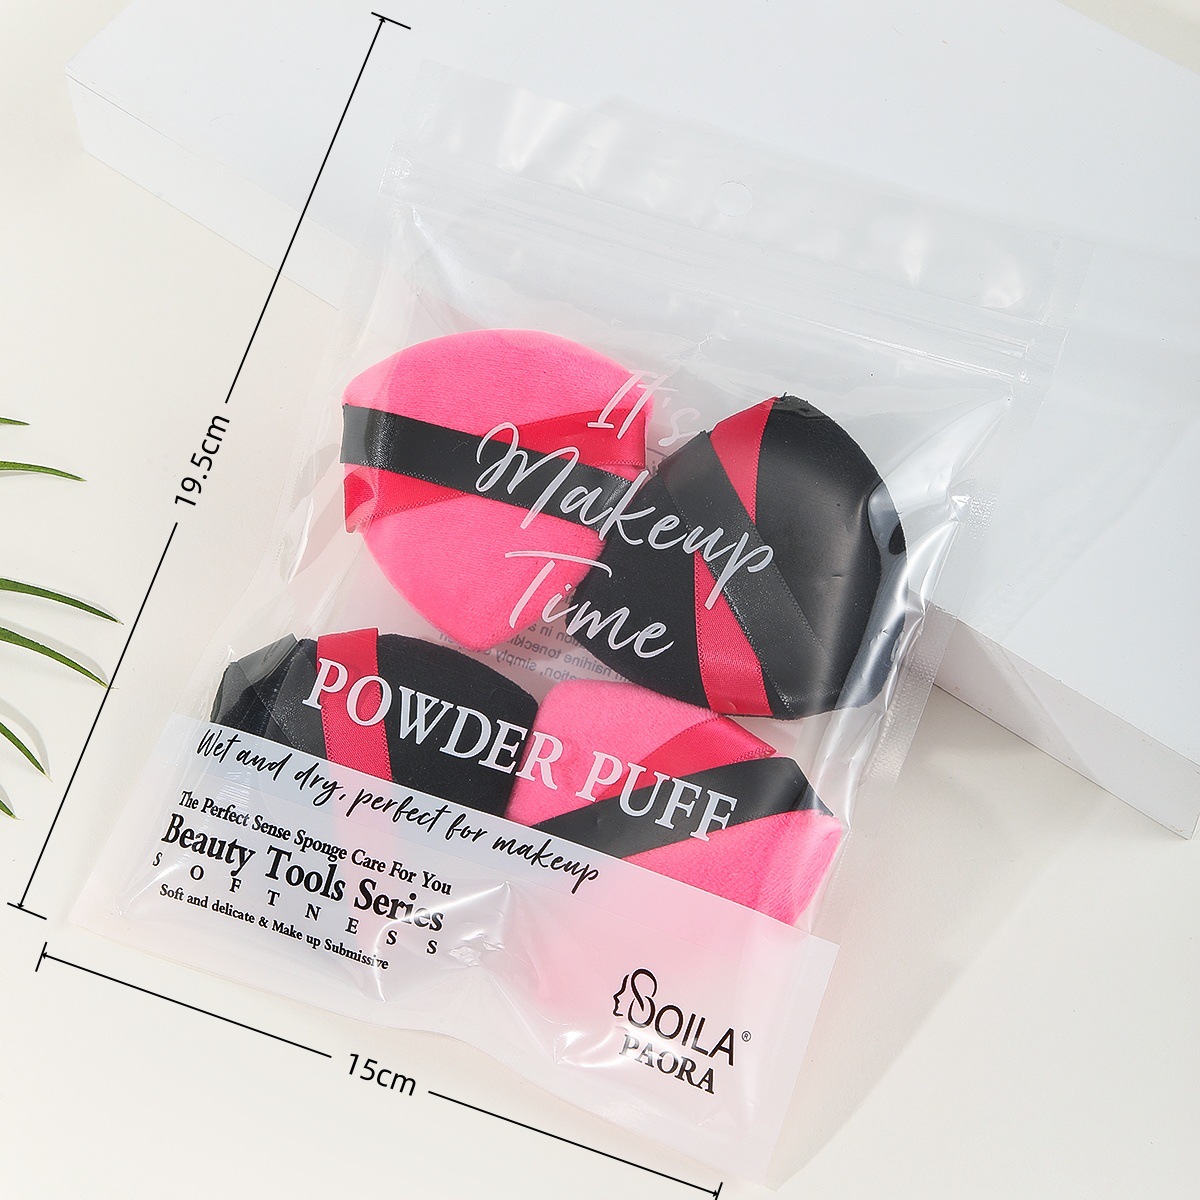 19.5cm
It's
Makeup
Time
POWDER PUFF
Wet and dry, perfect for makeup
The Perfect Sense Sponge Care For You
Beauty Tools Series
SOFTNESS
Soft and delicate & Make up Submissive
SOILA®
PAORA
15cm